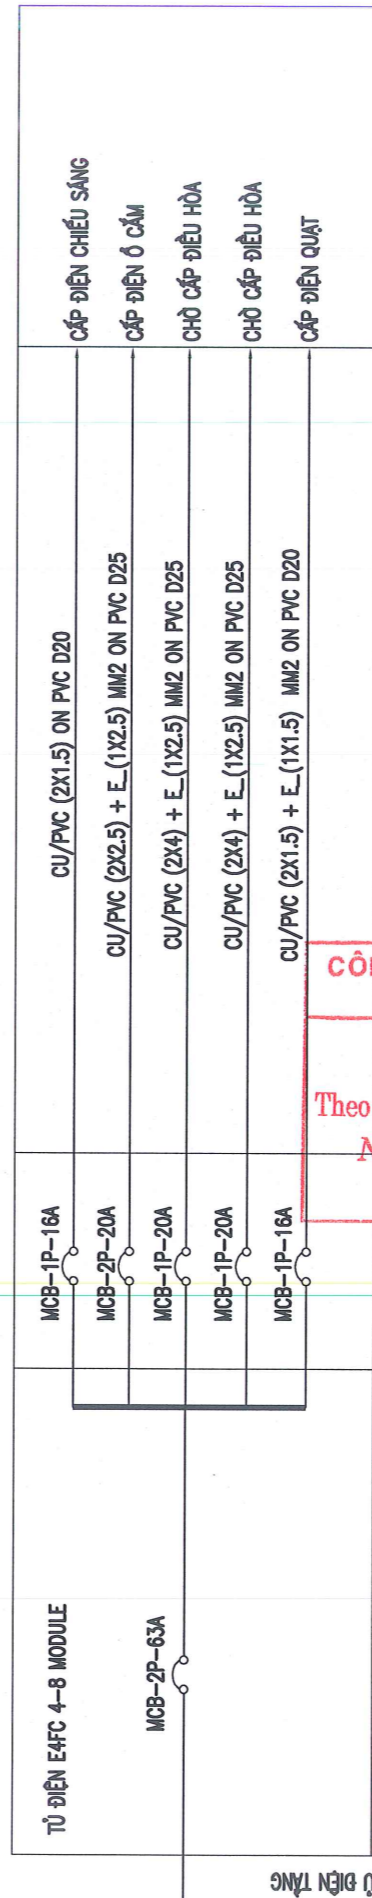 TỦ ĐIỆN E4FC 4-8 MODULE
MCB-2P-63A
MCB-1P-16A
CU/PVC (2X1.5) ON PVC D20
CẤP ĐIỆN CHIẾU SÁNG
MCB-2P-20A
CU/PVC (2X2.5) + E_(1X2.5) MM2 ON PVC D25
CẤP ĐIỆN Ổ CẮM
MCB-1P-20A
CU/PVC (2X4) + E_(1X2.5) MM2 ON PVC D25
CHỜ CẤP ĐIỀU HÒA
MCB-1P-20A
CU/PVC (2X4) + E_(1X2.5) MM2 ON PVC D25
CHỜ CẤP ĐIỀU HÒA
MCB-1P-16A
CU/PVC (2X1.5) + E_(1X1.5) MM2 ON PVC D20
CẤP ĐIỆN QUẠT
Theo
ĐIỆN TẦNG